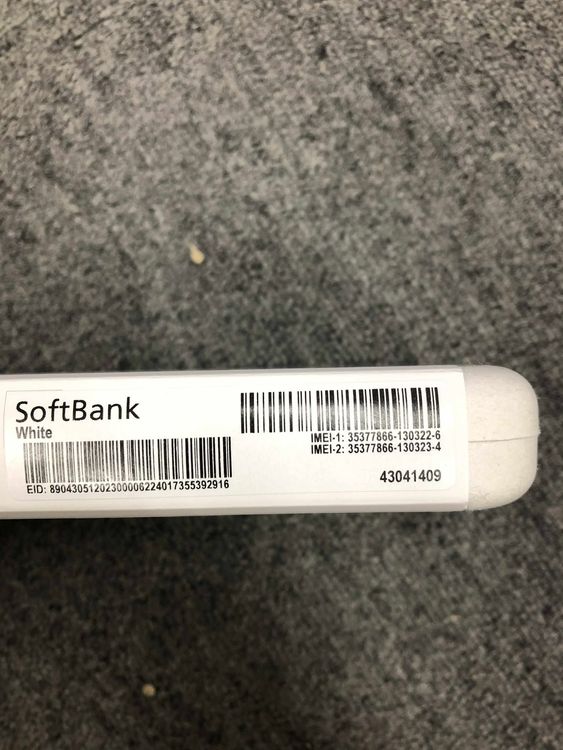 SoftBank
White
EID: 89043051202300006224017355392916
IMEI-1: 35377866-130322-6
IMEI-2: 35377866-130323-4
43041409